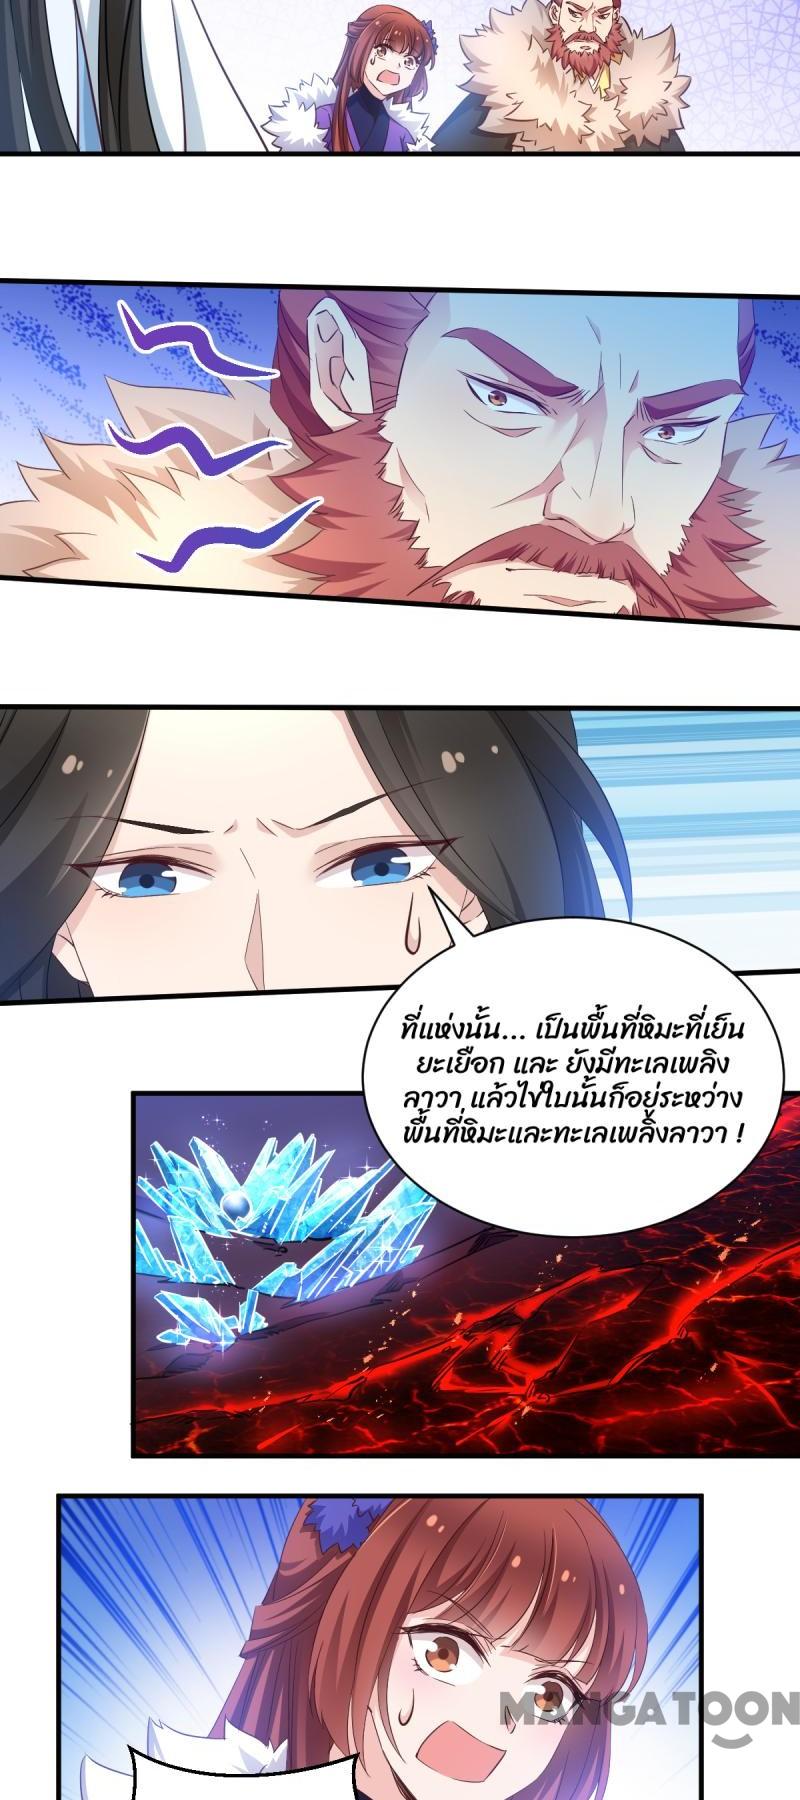 ที่แห่งนั้น... เป็นพื้นที่หิมะที่เย็น
ยะเยือก และ ยังมีทะเลเพลิง
ลาวา แล้วไข่ใบนั้นก็อยู่ระหว่าง
พื้นที่หิมะและทะเลเพลิงลาวา !
MANGATOON